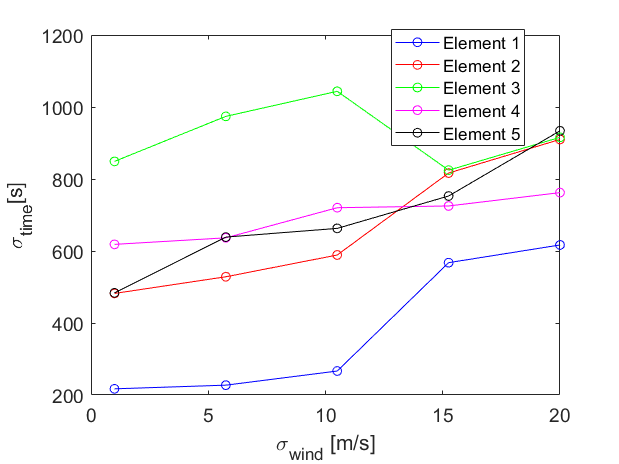 1200
1000
800
600
400
200
σtime[s]
0 5 10 15 20
σwind [m/s]
Element 1
Element 2
Element 3
Element 4
Element 5